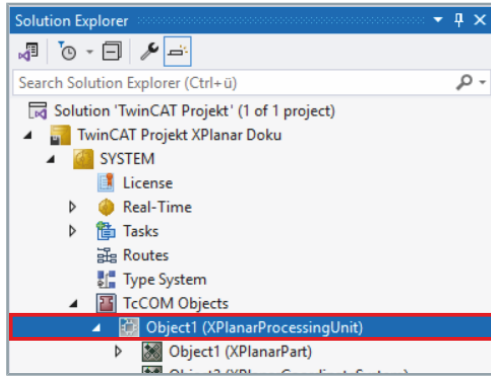 Solution Explorer
Search Solution Explorer (Ctrl+ü)
Solution 'TwinCAT Projekt' (1 of 1 project)
TwinCAT Projekt XPlanar Doku
SYSTEM
License
Real-Time
Tasks
Routes
Type System
TcCOM Objects
Object1 (XPlanarProcessingUnit)
Object1 (XPlanarPart)